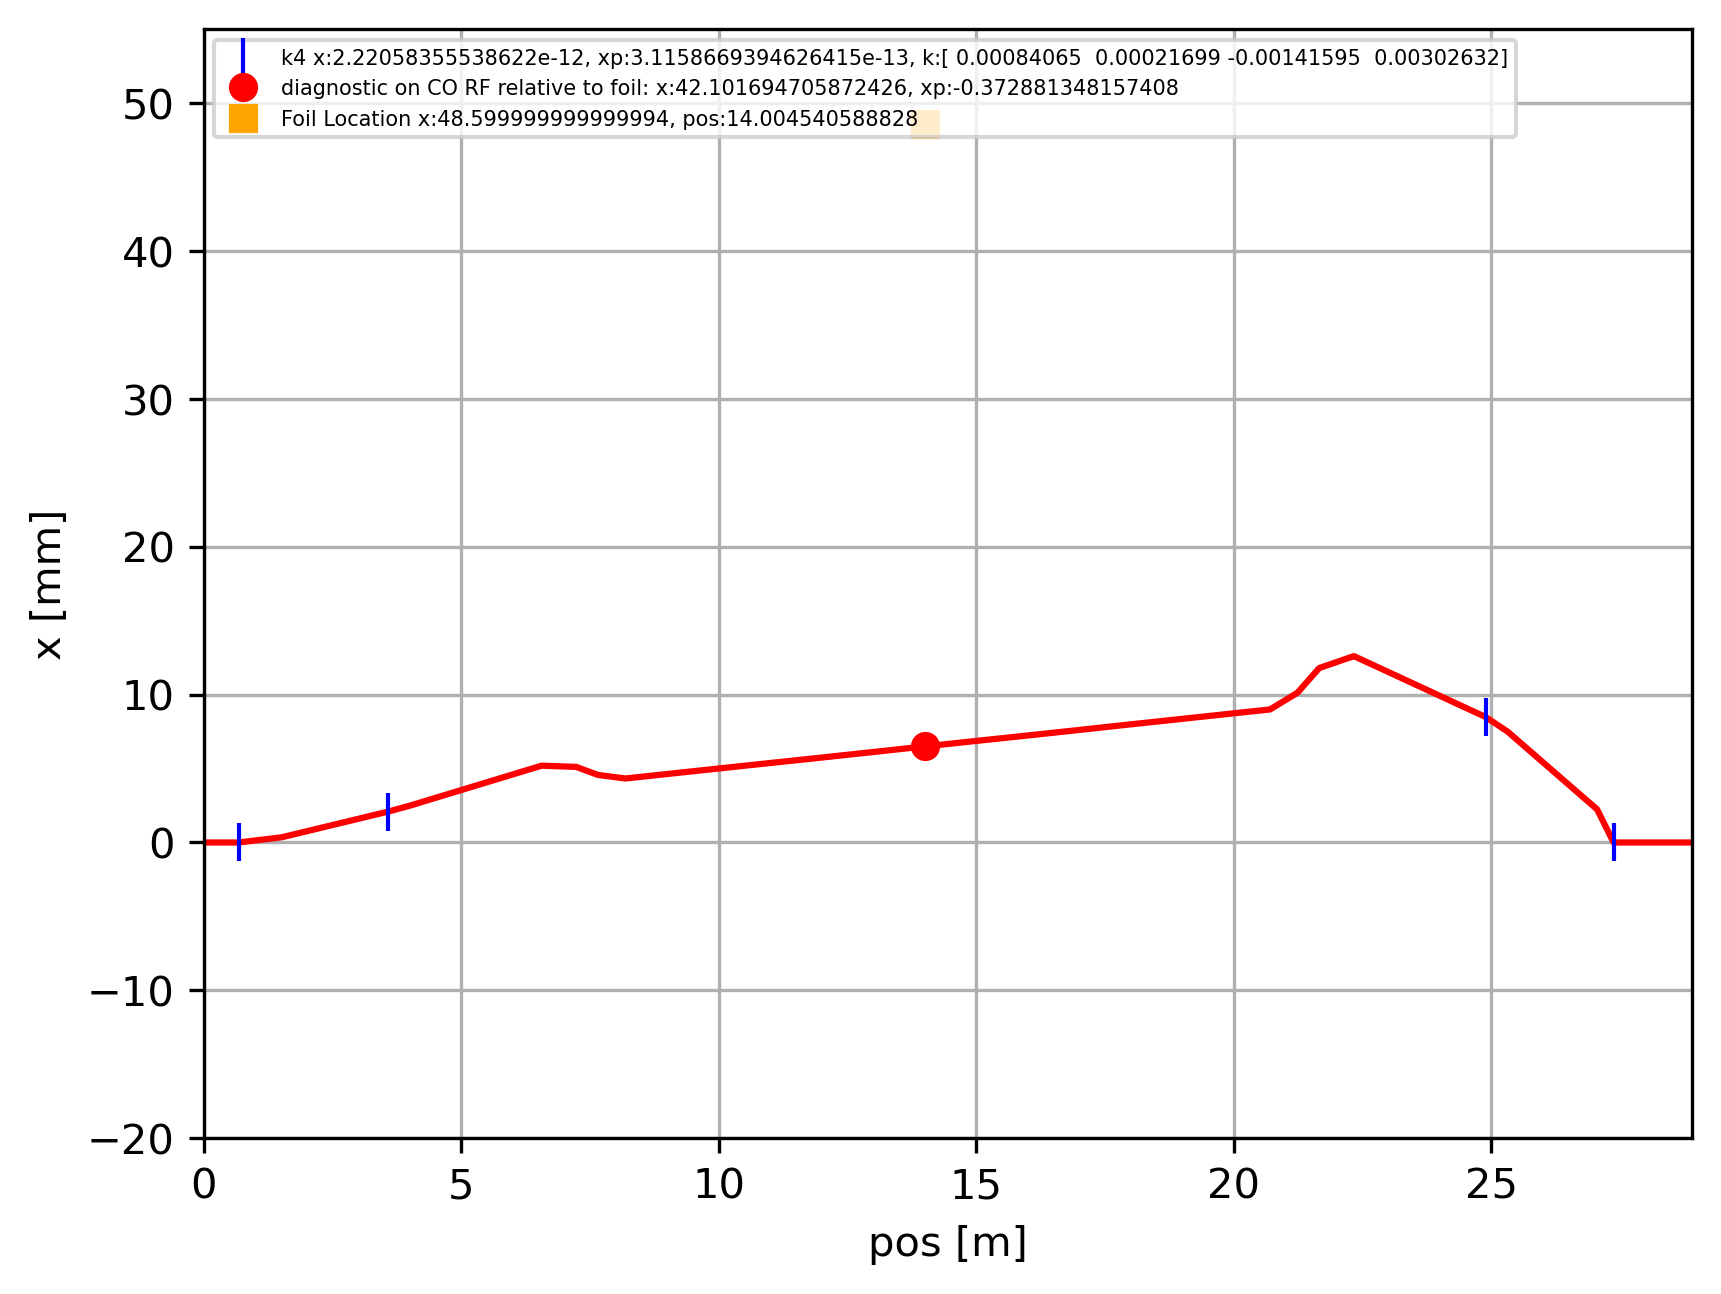 k4 x:2.22058355538622e-12, xp:3.1158669394626415e-13, k:[ 0.00084065  0.00021699 -0.00141595  0.00302632]
diagnostic on CO RF relative to foil: x:42.101694705872426, xp:-0.372881348157408
Foil Location x:48.599999999999994, pos:14.004540588828
50
40
30
20
10
0
−10
−20
x [mm]
0 5 10 15 20 25
pos [m]